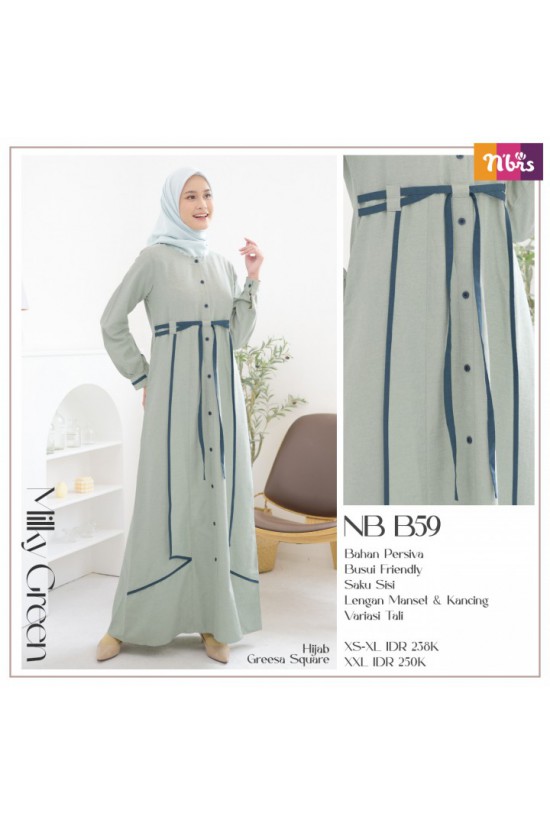 N'brs
Milky Green
Hijab
Greesa Square
NB B59
Bahan Persiva
Busui Friendly
Saku Sisi
Lengan Manset & Kancing
Variasi Tali
XS-XL IDR 238K
XXL IDR 250K